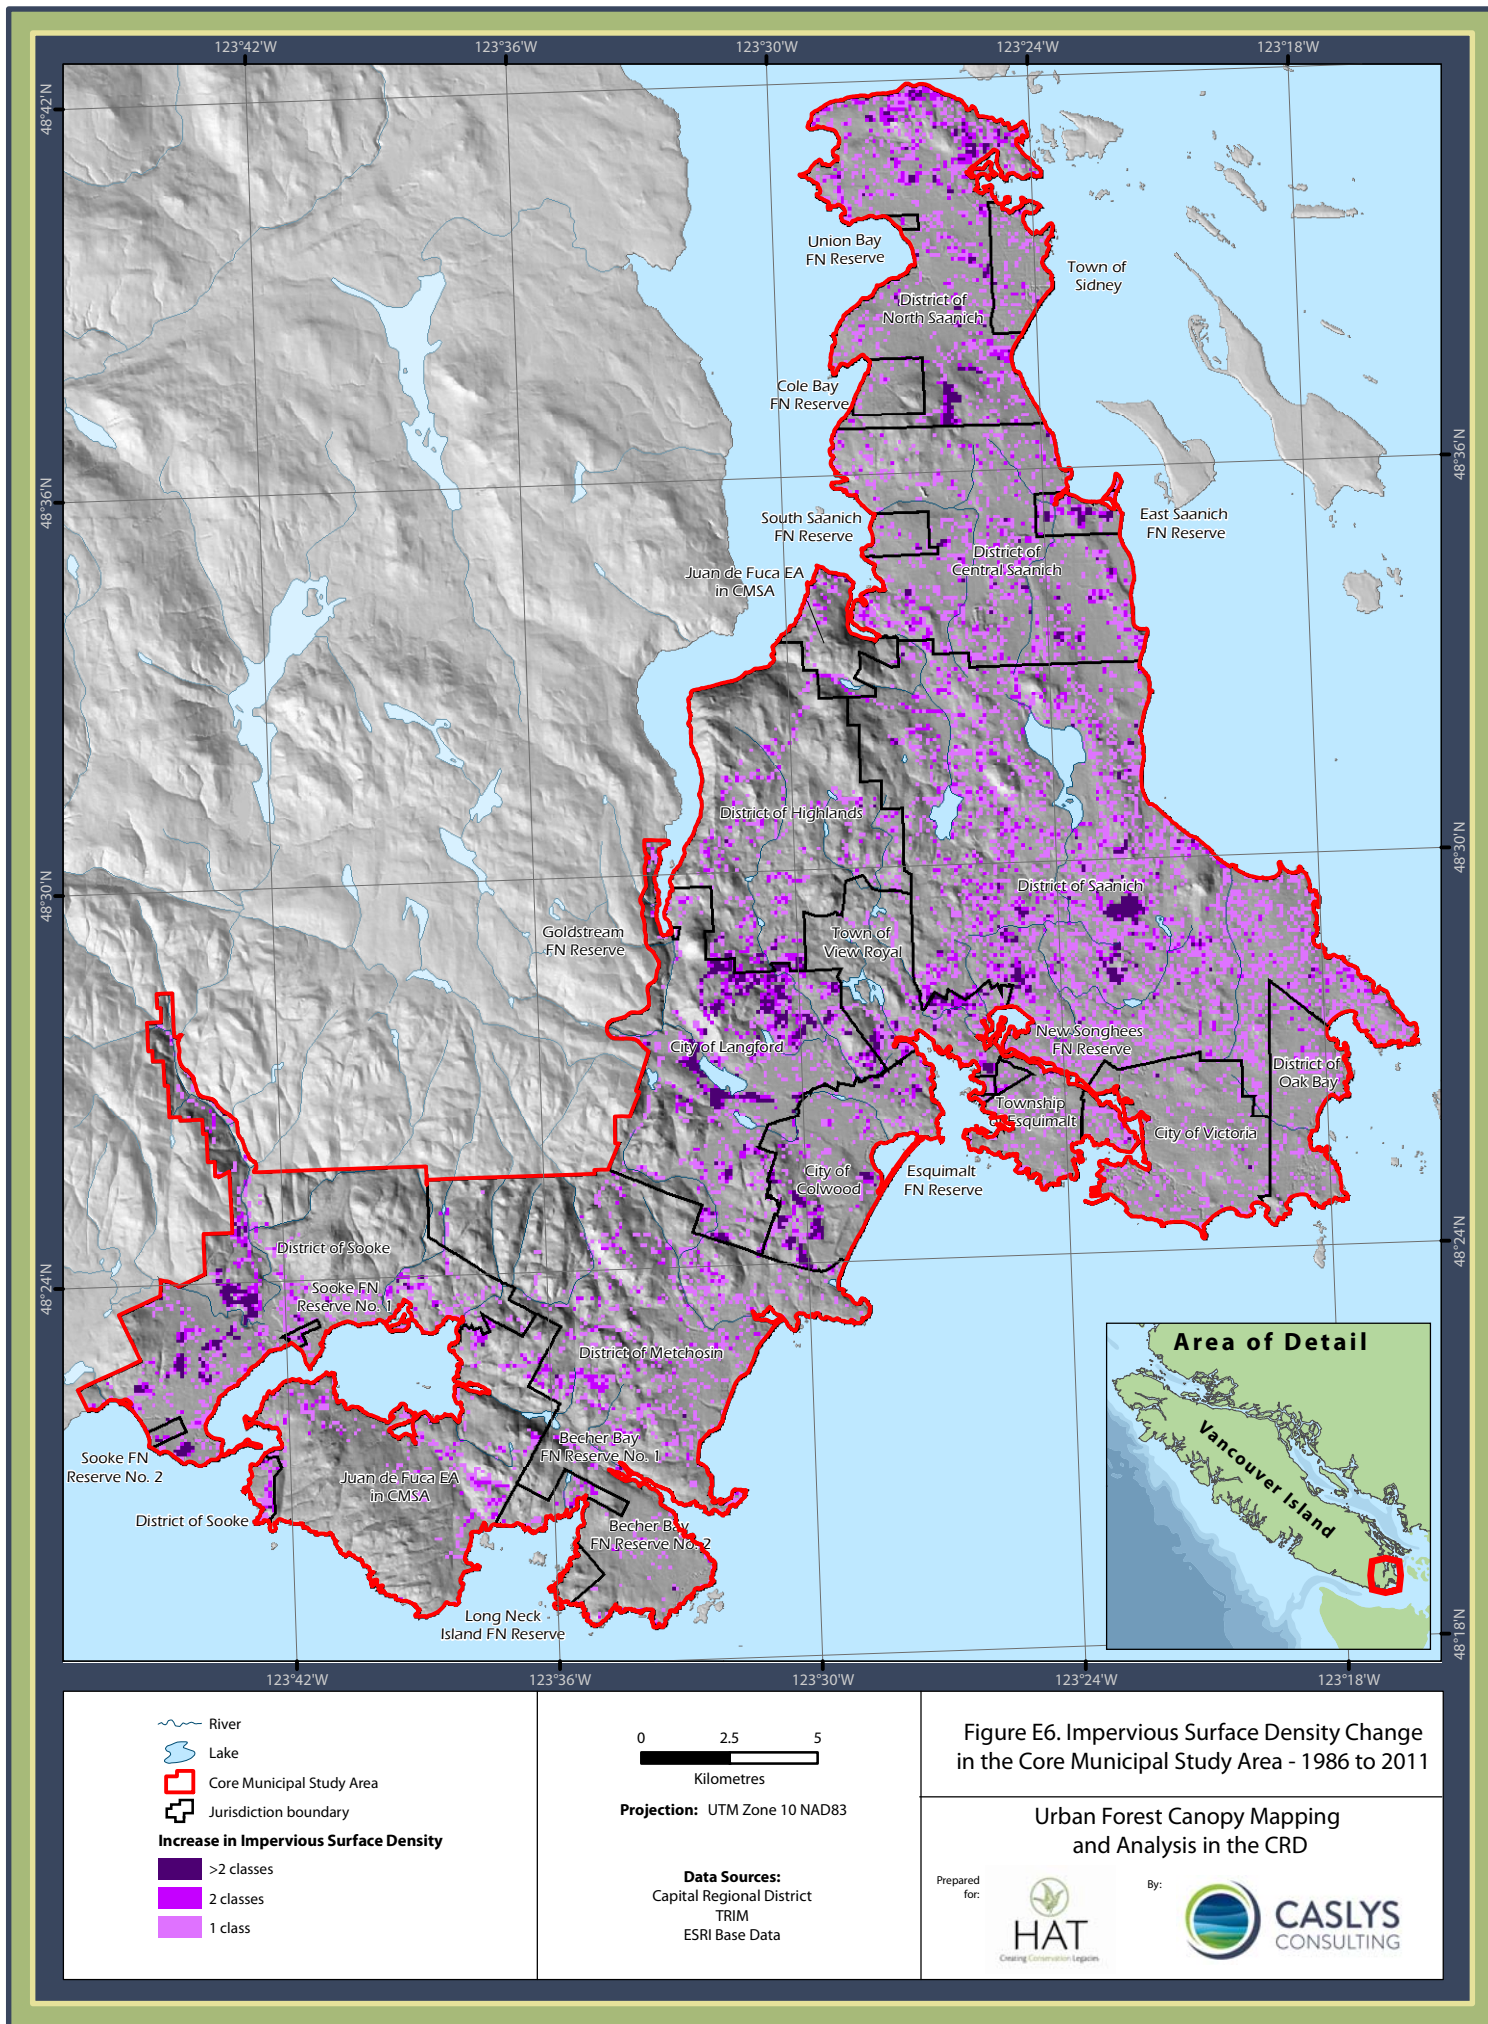 123°42'W
123°36'W
123°30'W
123°24'W
123°18'W
48°42'N
48°36'N
48°30'N
48°24'N
48°36'N
48°30'N
48°24'N
48°18'N
Union Bay
FN Reserve
Town of
Sidney
District of
North Saanich
Cole Bay
FN Reserve
South Saanich
FN Reserve
East Saanich
FN Reserve
District of
Central Saanich
Juan de Fuca EA
in CMSA
District of Highlands
District of Saanich
Goldstream
FN Reserve
Town of
View Royal
New Songhees
FN Reserve
City of Langford
District of
Oak Bay
Township
of Esquimalt
City of Victoria
City of
Colwood
Esquimalt
FN Reserve
District of Sooke
Sooke FN
Reserve No. 1
District of Metchosin
Sooke FN
Reserve No. 2
Becher Bay
FN Reserve No. 1
Juan de Fuca EA
in CMSA
District of Sooke
Becher Bay
FN Reserve No. 2
Long Neck
Island FN Reserve
Area of Detail
Vancouver Island
123°42'W
123°36'W
123°30'W
123°24'W
123°18'W
River
Lake
Core Municipal Study Area
Jurisdiction boundary
Increase in Impervious Surface Density
>2 classes
2 classes
1 class
0 2.5 5
Kilometres
Projection: UTM Zone 10 NAD83
Data Sources:
Capital Regional District
TRIM
ESRI Base Data
Figure E6. Impervious Surface Density Change
in the Core Municipal Study Area - 1986 to 2011
Urban Forest Canopy Mapping
and Analysis in the CRD
Prepared
for:
HAT
Creating Conservation Legacies
By:
CASLYS
CONSULTING